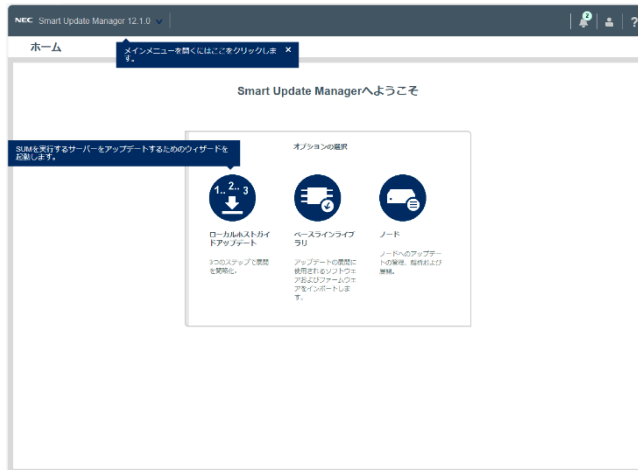 NEC Smart Update Manager 12.1.0
2
?
ホーム
メインメニューを開くにはここをクリックしま ×
す。
Smart Update Managerへようこそ
SUMを実行するサーバーをアップデートするためのウィザードを
起動します。
オプションの選択
1.. 2.. 3
ローカルホストガイ
ドアップデート
3つのステップで展開
を簡略化。
ベースラインライブ
ラリ
アップデートの展開に
使用されるソフトウェ
アおよびファームウェ
アをインポートしま
す。
ノード
ノードへのアップデー
トの管理、監視および
展開。